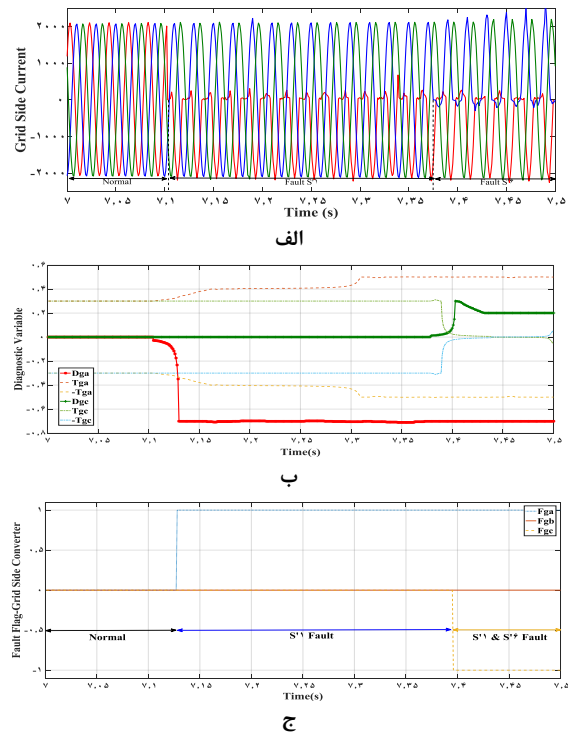 Grid Side Current
۲۰۰۰
۱۰۰۰
۰
-۱۰۰۰
-۲۰۰۰
Normal
Fault S'۱
Fault S'۶
۷ ۷,۰۵ ۷,۱ ۷,۱۵ ۷,۲ ۷,۲۵ ۷,۳ ۷,۳۵ ۷,۴ ۷,۴۵ ۷,۵
Time (s)
الف
Diagnostic Variable
۰.۶
۰.۴
۰.۲
۰
-۰.۲
-۰.۴
-۰.۶
-۰.۸
Dga
Tga
-Tga
Dgc
Tgc
-Tgc
۷ ۷,۰۵ ۷,۱ ۷,۱۵ ۷,۲ ۷,۲۵ ۷,۳ ۷,۳۵ ۷,۴ ۷,۴۵ ۷,۵
Time(s)
ب
Fault Flag-Grid Side Converter
۱
۰.۵
۰
-۰.۵
-۱
Fga
Fgb
Fgc
Normal
S'۱ Fault
S'۱ & S'۶ Fault
۷ ۷,۰۵ ۷,۱ ۷,۱۵ ۷,۲ ۷,۲۵ ۷,۳ ۷,۳۵ ۷,۴ ۷,۴۵ ۷,۵
Time(s)
ج